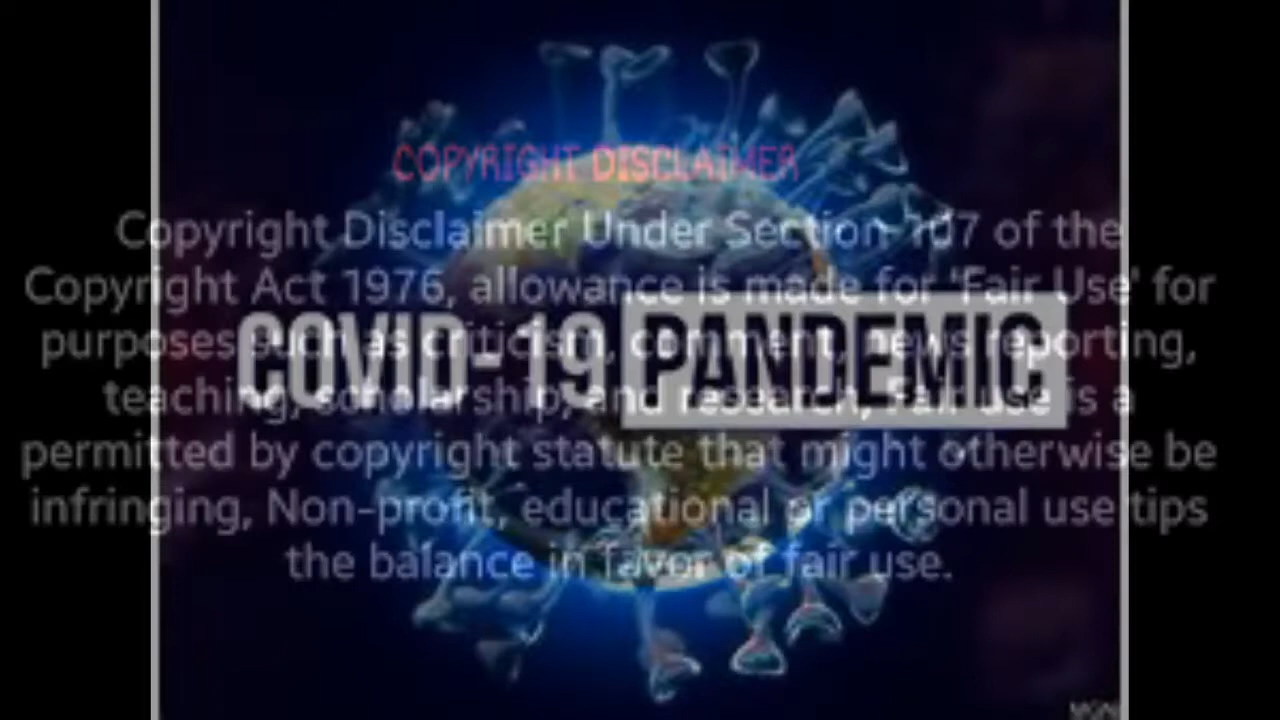 COPYRIGHT DISCLAIMER
Copyright Disclaimer Under Section 107 of the
Copyright Act 1976, allowance is made for 'Fair Use' for
purposes such as criticism, comment, news reporting,
COVID-19 PANDEMIC
teaching, scholarship, and research, Fair use is a
permitted by copyright statute that might otherwise be
infringing, Non-profit, educational or personal use tips
the balance in favor of fair use.